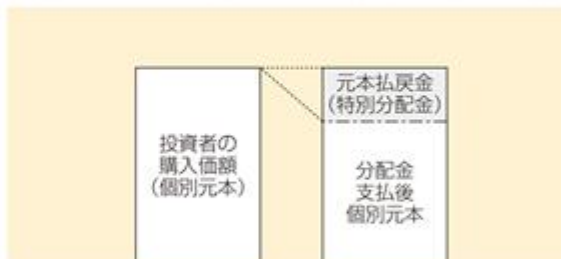 投資者の
購入価額
(個別元本)
元本払戻金
(特別分配金)
分配金
支払後
個別元本